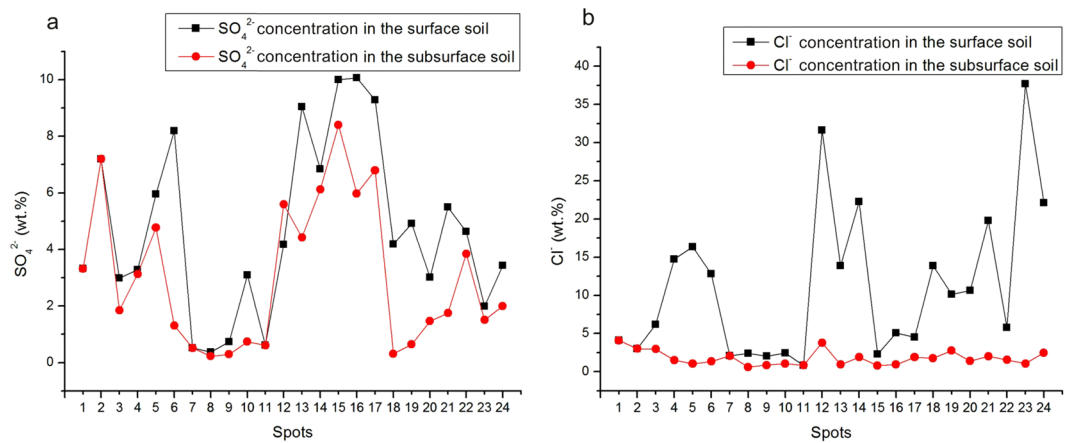 a
SO₄²⁻ concentration in the surface soil
SO₄²⁻ concentration in the subsurface soil
SO₄²⁻ (wt.%)
10
8
6
4
2
0
1 2 3 4 5 6 7 8 9 10 11 12 13 14 15 16 17 18 19 20 21 22 23 24
Spots
b
Cl⁻ concentration in the surface soil
Cl⁻ concentration in the subsurface soil
Cl⁻ (wt.%)
40
35
30
25
20
15
10
5
0
1 2 3 4 5 6 7 8 9 10 11 12 13 14 15 16 17 18 19 20 21 22 23 24
Spots